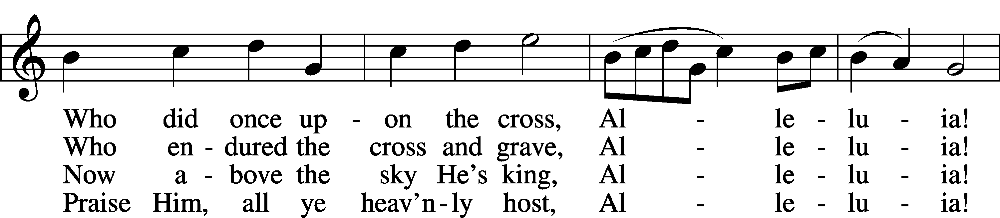 Who did once up - on the cross, Al - le - lu - ia!
Who en - dured the cross and grave, Al - le - lu - ia!
Now a - bove the sky He's king, Al - le - lu - ia!
Praise Him, all ye heav'n - ly host, Al - le - lu - ia!